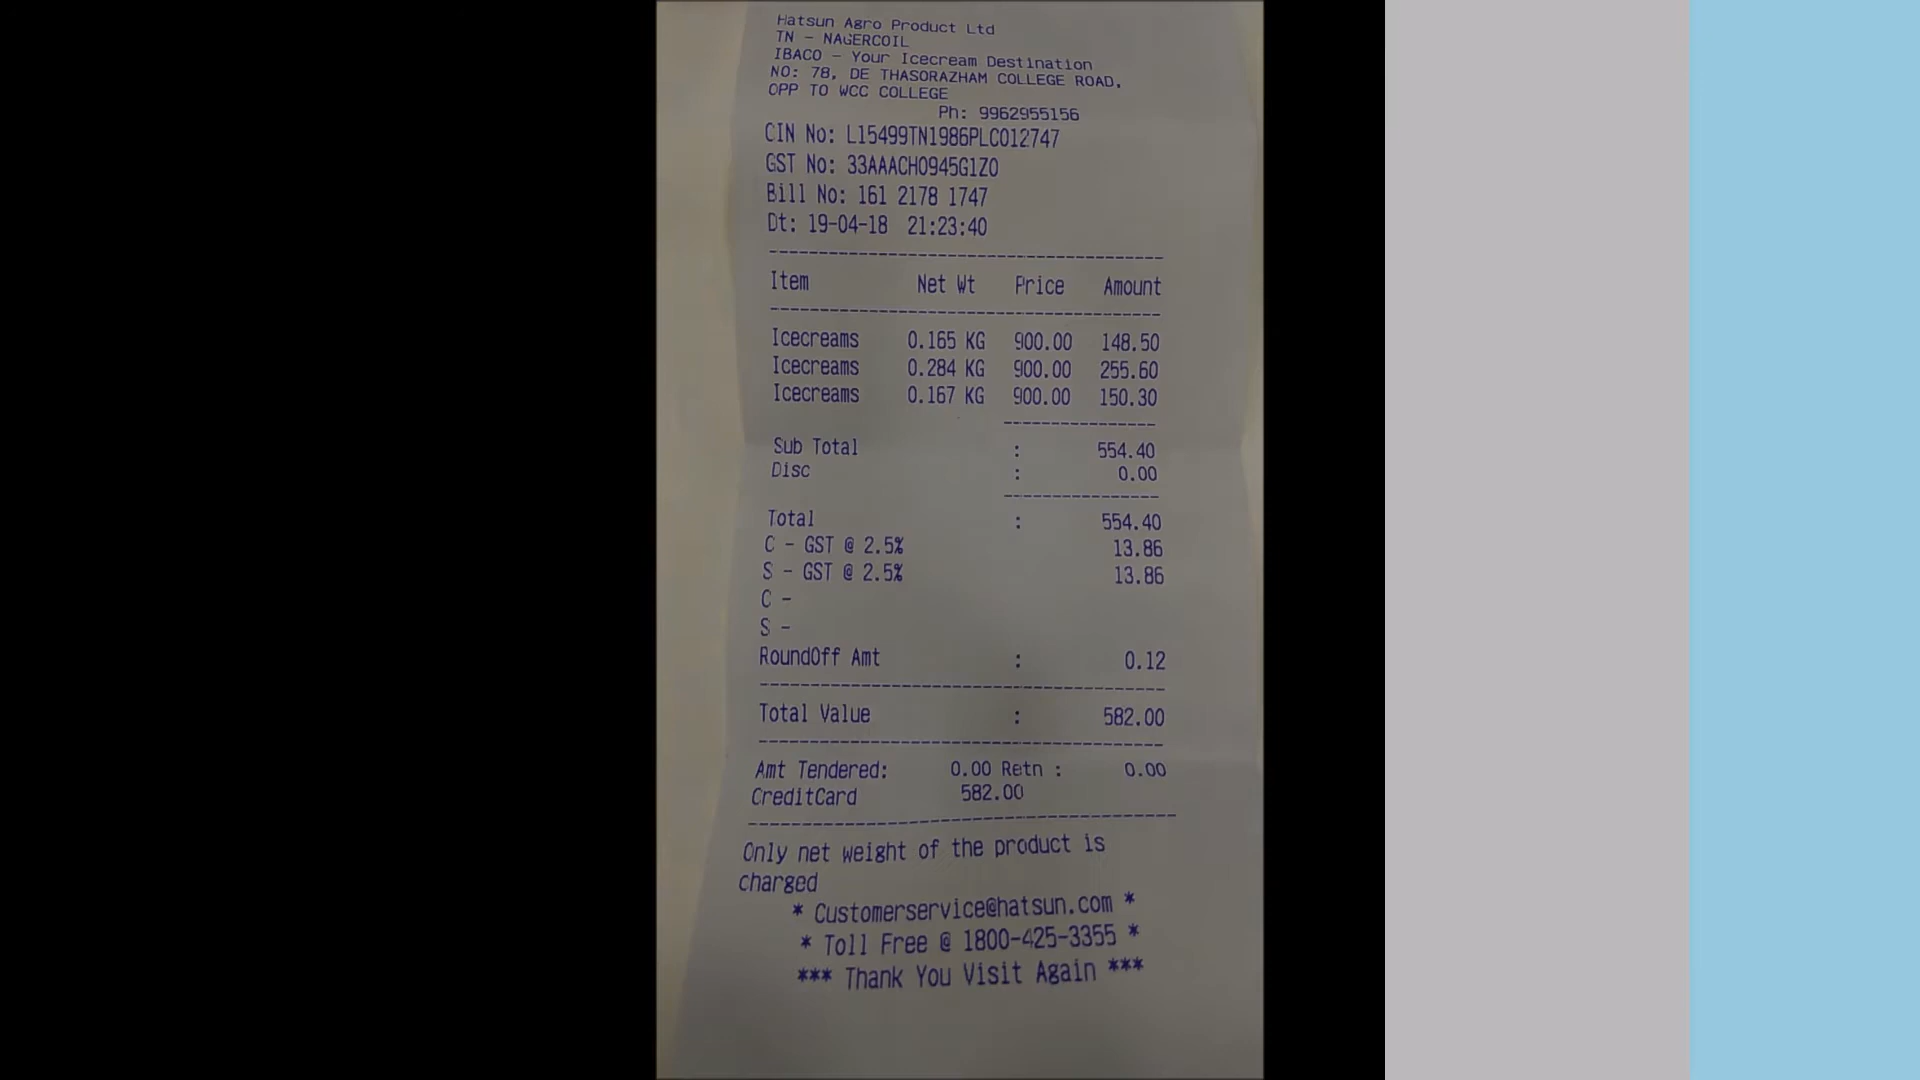 Hatsun Agro Product Ltd
TN - NAGERCOIL
IBACO - Your Icecream Destination
NO: 78, DE THASORAZHAM COLLEGE ROAD,
OPP TO WCC COLLEGE
Ph: 9962955156
CIN No: L15499TN1986PLC012747
GST No: 33AAACH0945G1Z0
Bill No: 161 2178 1747
Dt: 19-04-18 21:23:40
Item Net Wt Price Amount
Icecreams 0.165 KG 900.00 148.50
Icecreams 0.284 KG 900.00 255.60
Icecreams 0.167 KG 900.00 150.30
Sub Total : 554.40
Disc : 0.00
Total : 554.40
C - GST @ 2.5% 13.86
S - GST @ 2.5% 13.86
C -
S -
RoundOff Amt : 0.12
Total Value : 582.00
Amt Tendered: 0.00 Retn : 0.00
CreditCard 582.00
Only net weight of the product is
charged
* Customerservice@hatsun.com *
* Toll Free @ 1800-425-3355 *
*** Thank You Visit Again ***